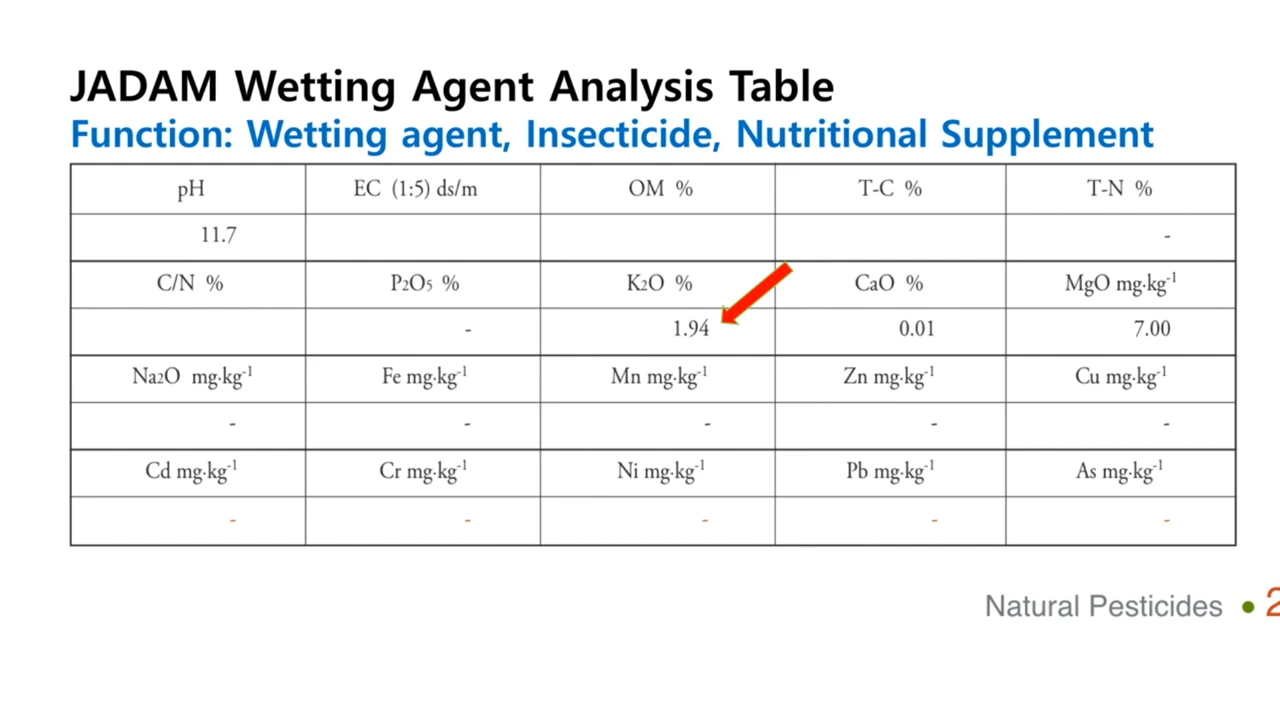 JADAM Wetting Agent Analysis Table
Function: Wetting agent, Insecticide, Nutritional Supplement
pH EC (1:5) ds/m OM % T-C % T-N %
11.7 -
C/N % P₂O₅ % K₂O % CaO % MgO mg·kg⁻¹
- 1.94 0.01 7.00
Na₂O mg·kg⁻¹ Fe mg·kg⁻¹ Mn mg·kg⁻¹ Zn mg·kg⁻¹ Cu mg·kg⁻¹
- - - - -
Cd mg·kg⁻¹ Cr mg·kg⁻¹ Ni mg·kg⁻¹ Pb mg·kg⁻¹ As mg·kg⁻¹
- - - - -
Natural Pesticides • 2